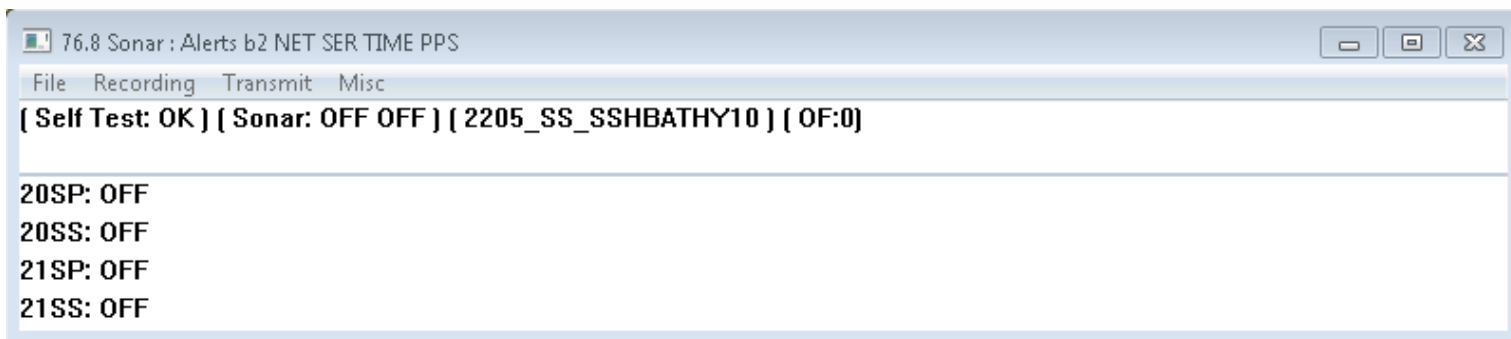 76.8 Sonar : Alerts b2 NET SER TIME PPS
File Recording Transmit Misc
( Self Test: OK ) ( Sonar: OFF OFF ) ( 2205_SS_SSHBATHY10 ) ( OF:0)
20SP: OFF
20SS: OFF
21SP: OFF
21SS: OFF